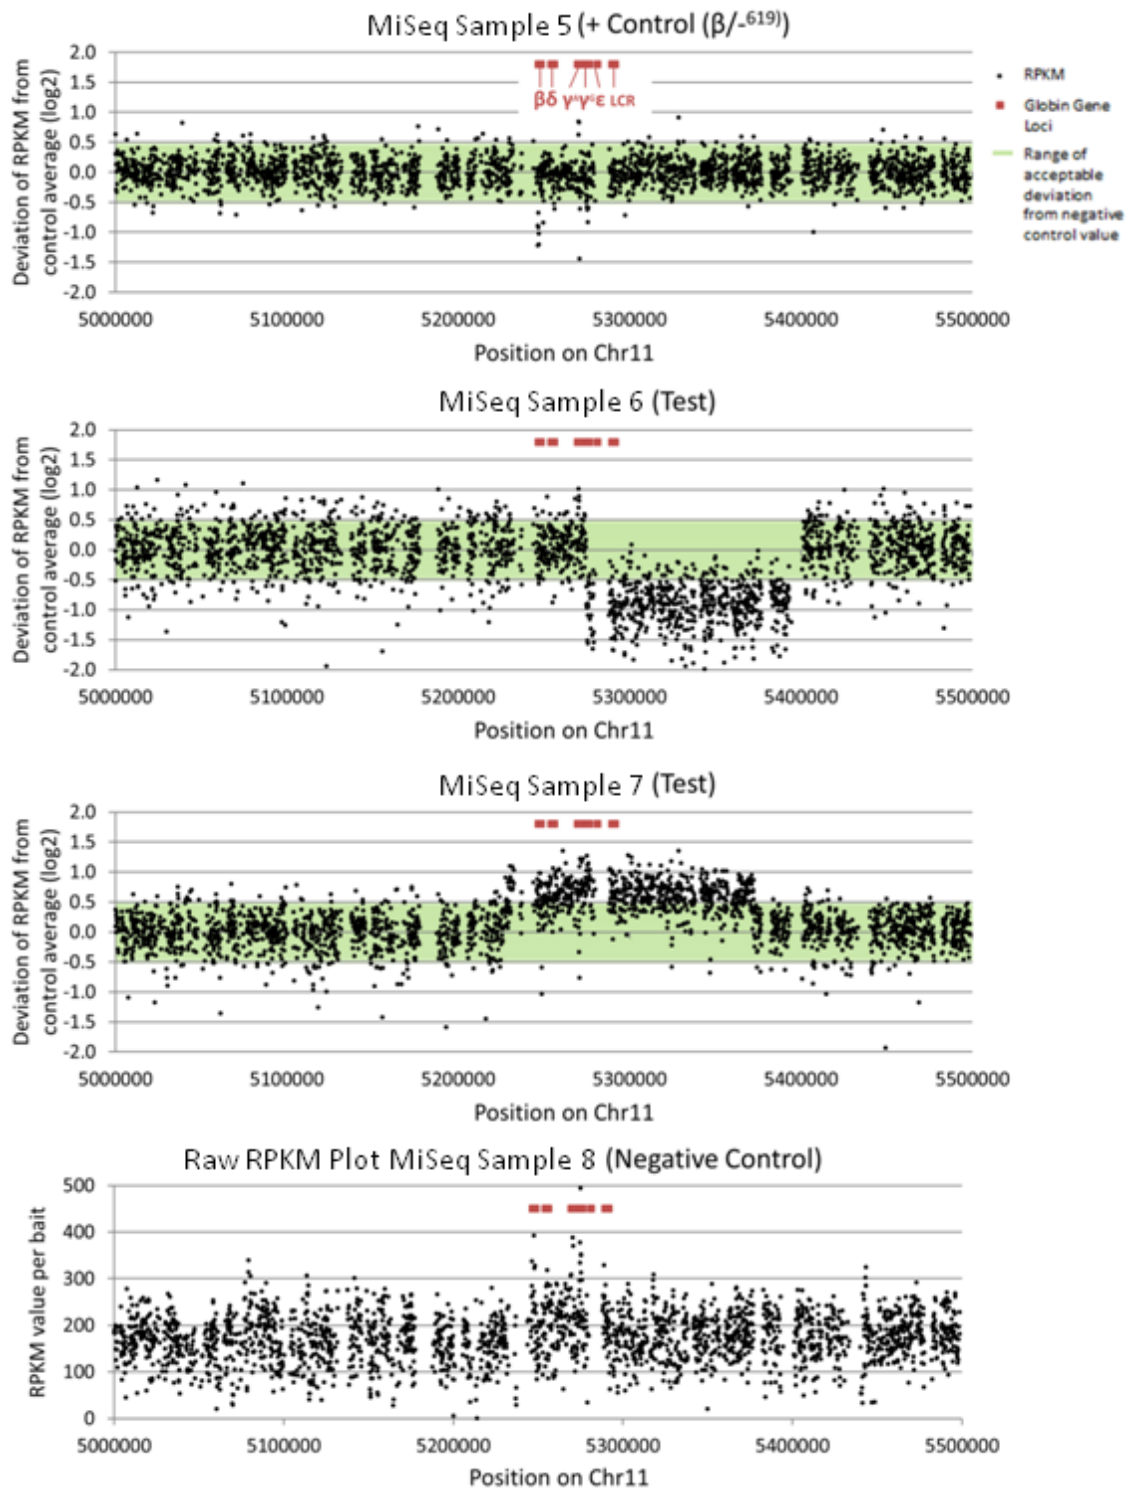 MiSeq Sample 5 (+ Control (β/-⁶¹⁹))
2.0
1.5
1.0
0.5
0.0
-0.5
-1.0
-1.5
-2.0
Deviation of RPKM from
control average (log2)
βδ γᴬγᴳε LCR
RPKM
Globin Gene
Loci
Range of
acceptable
deviation
from negative
control value
5000000 5100000 5200000 5300000 5400000 5500000
Position on Chr11
MiSeq Sample 6 (Test)
2.0
1.5
1.0
0.5
0.0
-0.5
-1.0
-1.5
-2.0
Deviation of RPKM from
control average (log2)
5000000 5100000 5200000 5300000 5400000 5500000
Position on Chr11
MiSeq Sample 7 (Test)
2.0
1.5
1.0
0.5
0.0
-0.5
-1.0
-1.5
-2.0
Deviation of RPKM from
control average (log2)
5000000 5100000 5200000 5300000 5400000 5500000
Position on Chr11
Raw RPKM Plot MiSeq Sample 8 (Negative Control)
500
400
300
200
100
0
RPKM value per bait
5000000 5100000 5200000 5300000 5400000 5500000
Position on Chr11